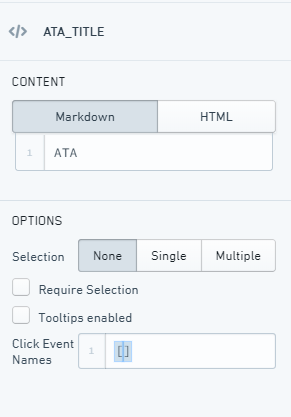 </> ATA_TITLE
CONTENT
Markdown HTML
1 ATA
OPTIONS
Selection None Single Multiple
Require Selection
Tooltips enabled
Click Event
Names 1 []